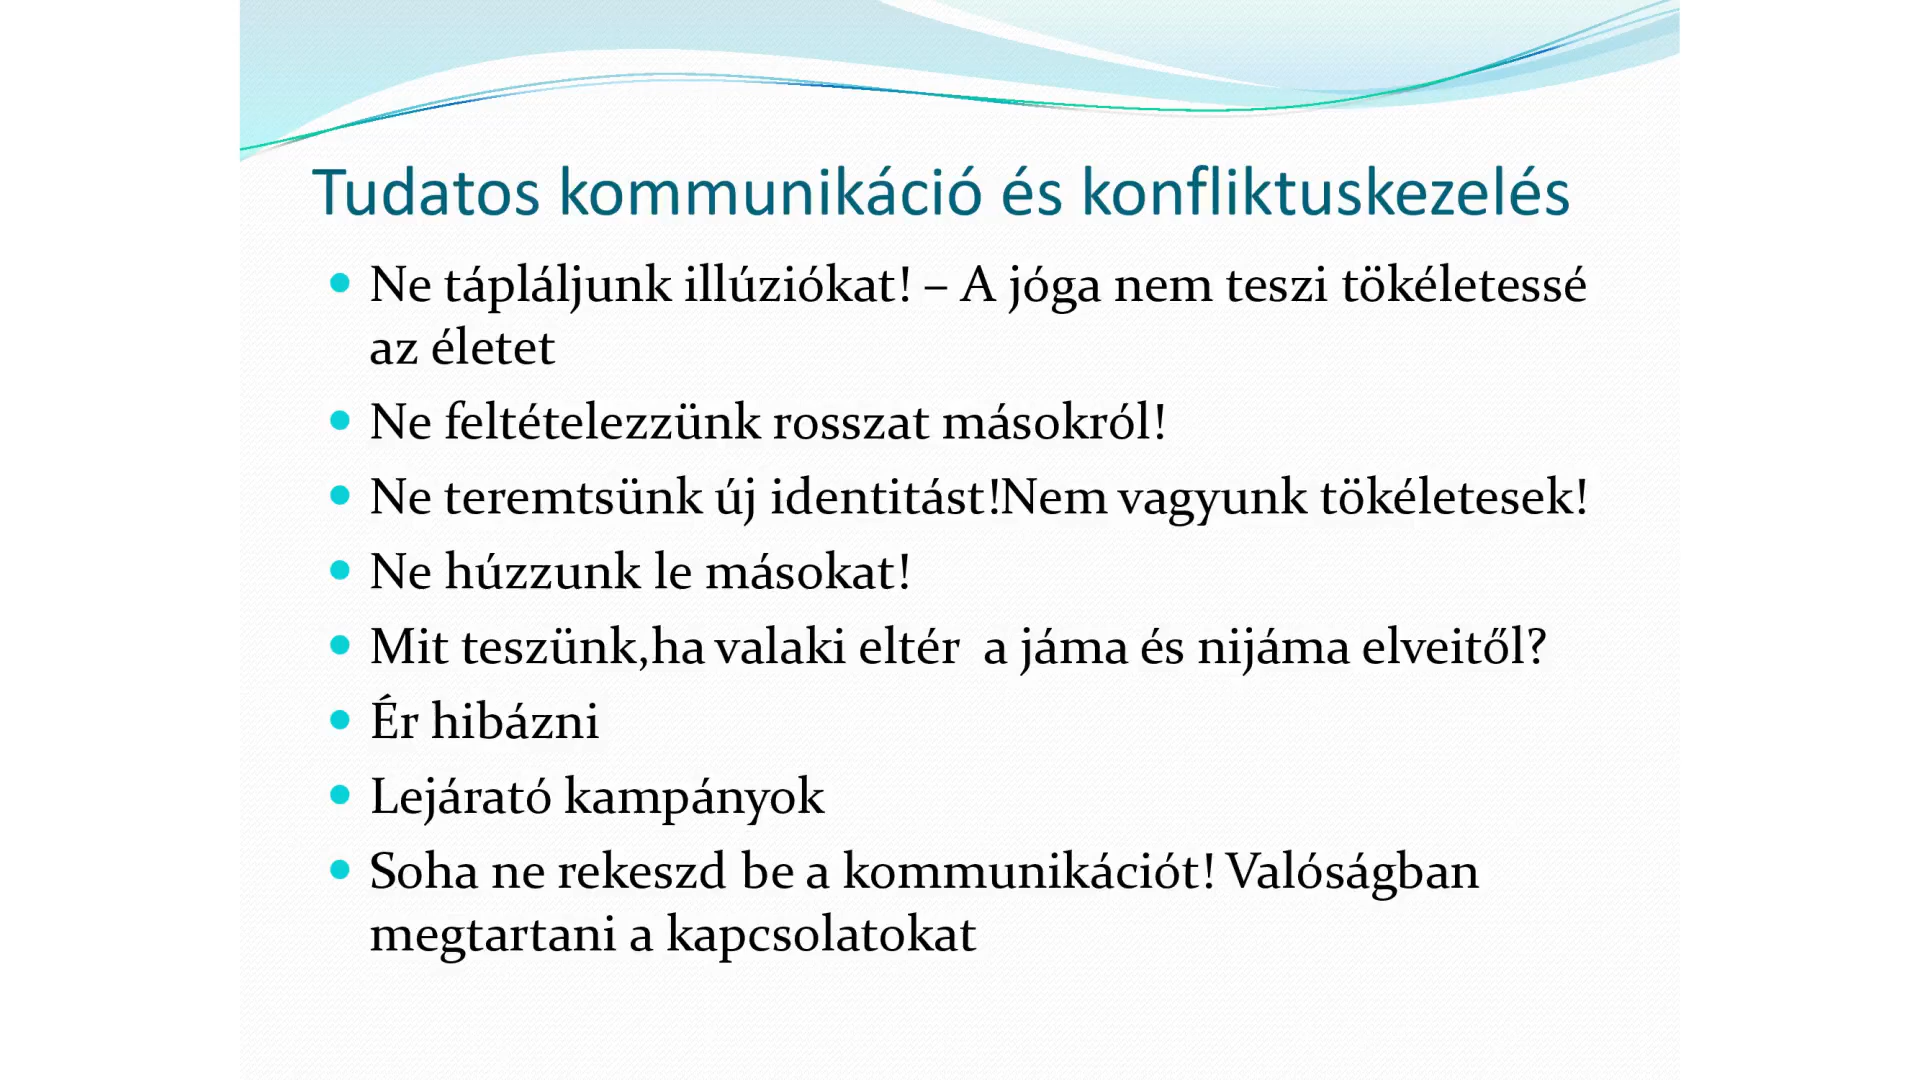 Tudatos kommunikáció és konfliktuskezelés
Ne tápláljunk illúziókat! – A jóga nem teszi tökéletessé
az életet
Ne feltételezzünk rosszat másokról!
Ne teremtsünk új identitást!Nem vagyunk tökéletesek!
Ne húzzunk le másokat!
Mit teszünk,ha valaki eltér  a jáma és nijáma elveitől?
Ér hibázni
Lejárató kampányok
Soha ne rekeszd be a kommunikációt! Valóságban
megtartani a kapcsolatokat